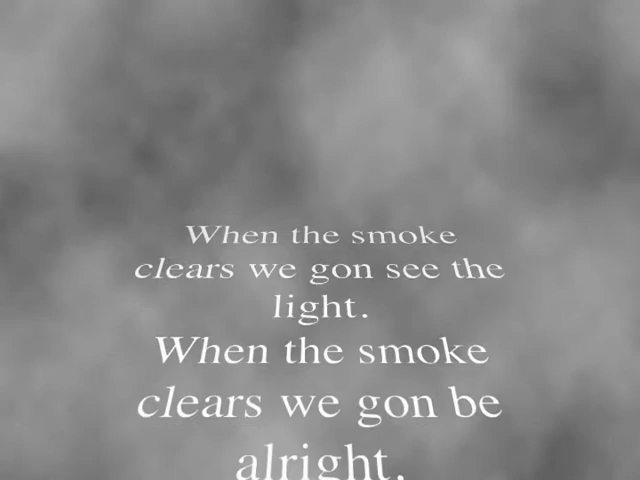 When the smoke
clears we gon see the
light.
When the smoke
clears we gon be
alright.